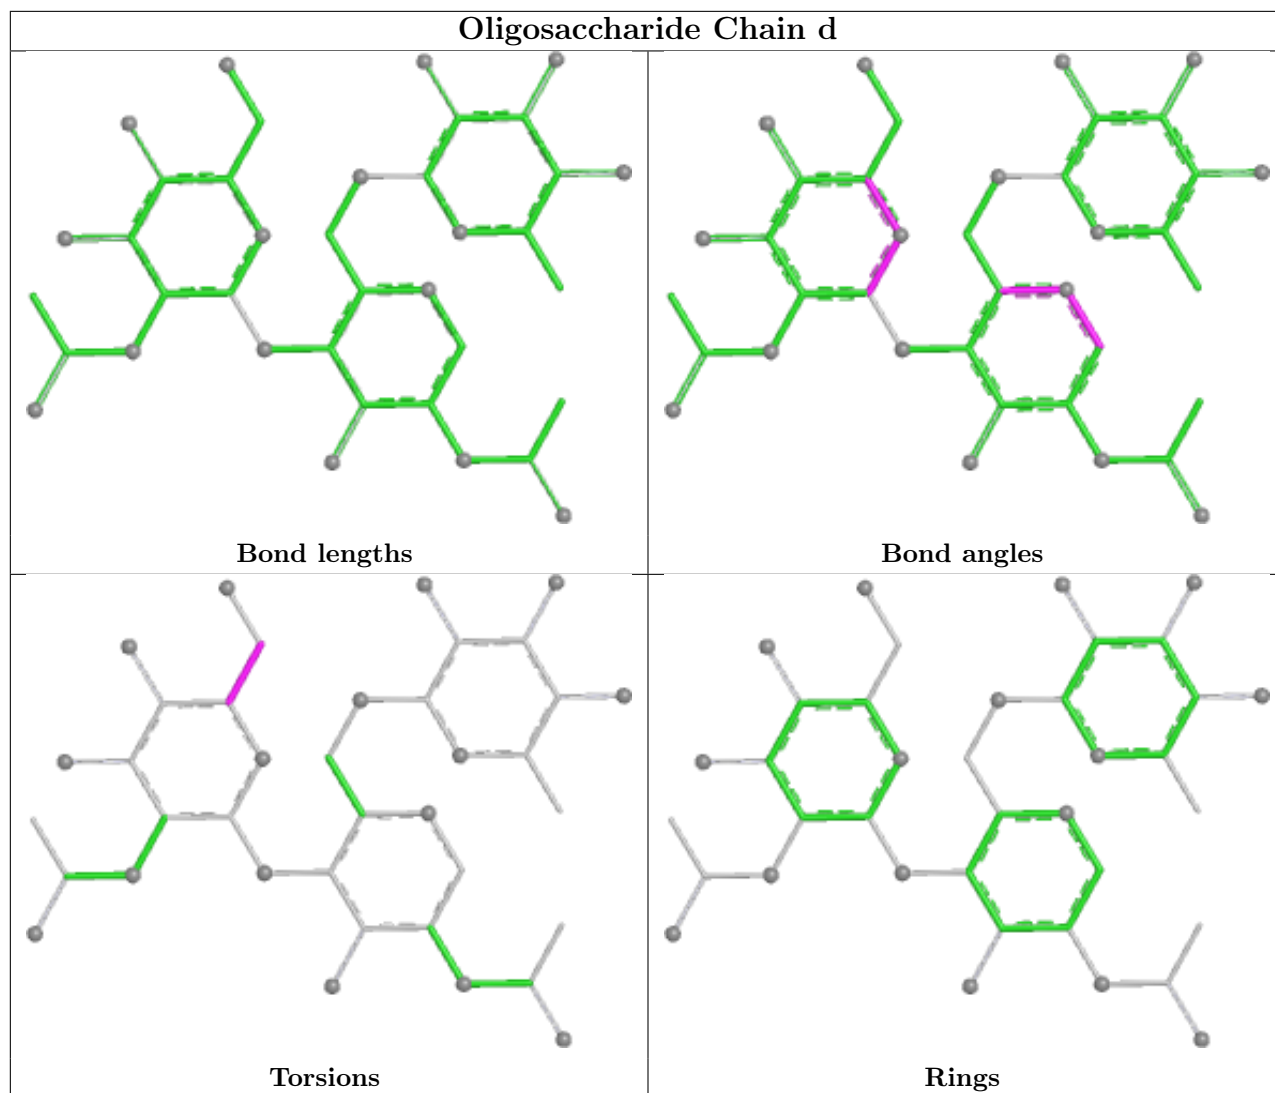 Oligosaccharide Chain d
Bond lengths
Bond angles
Torsions
Rings